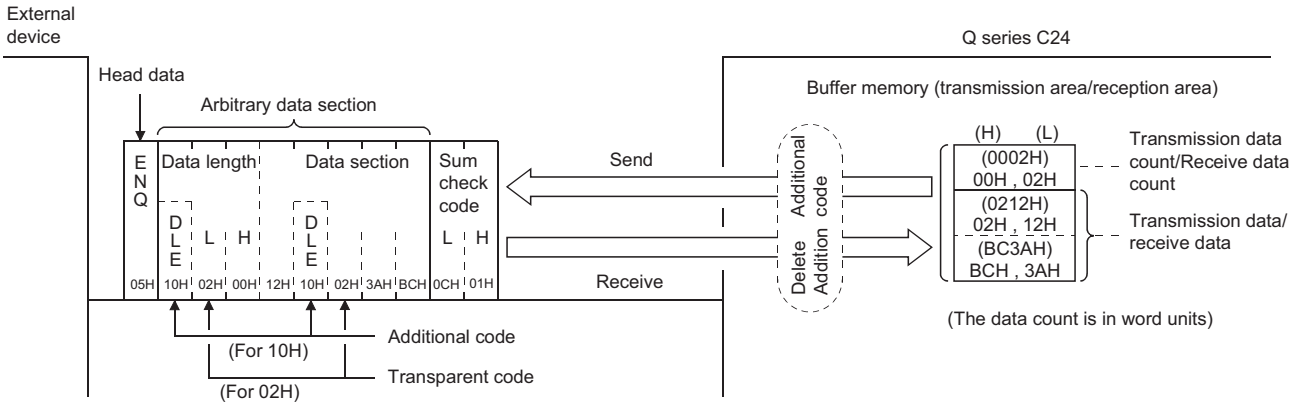 External
device
Q series C24
Head data
Arbitrary data section
Buffer memory (transmission area/reception area)
(H) (L)
Transmission data
count/Receive data
count
(0002H)
00H , 02H
(0212H)
02H , 12H
(BC3AH)
BCH , 3AH
Transmission data/
receive data
(The data count is in word units)
ENQ
Data length
Data section
Sum
check
code
DLE
L
H
DLE
L
H
05H 10H 02H 00H 12H 10H 02H 3AH BCH 0CH 01H
Send
Receive
Additional
code
Delete
Addition code
Additional code
(For 10H)
Transparent code
(For 02H)